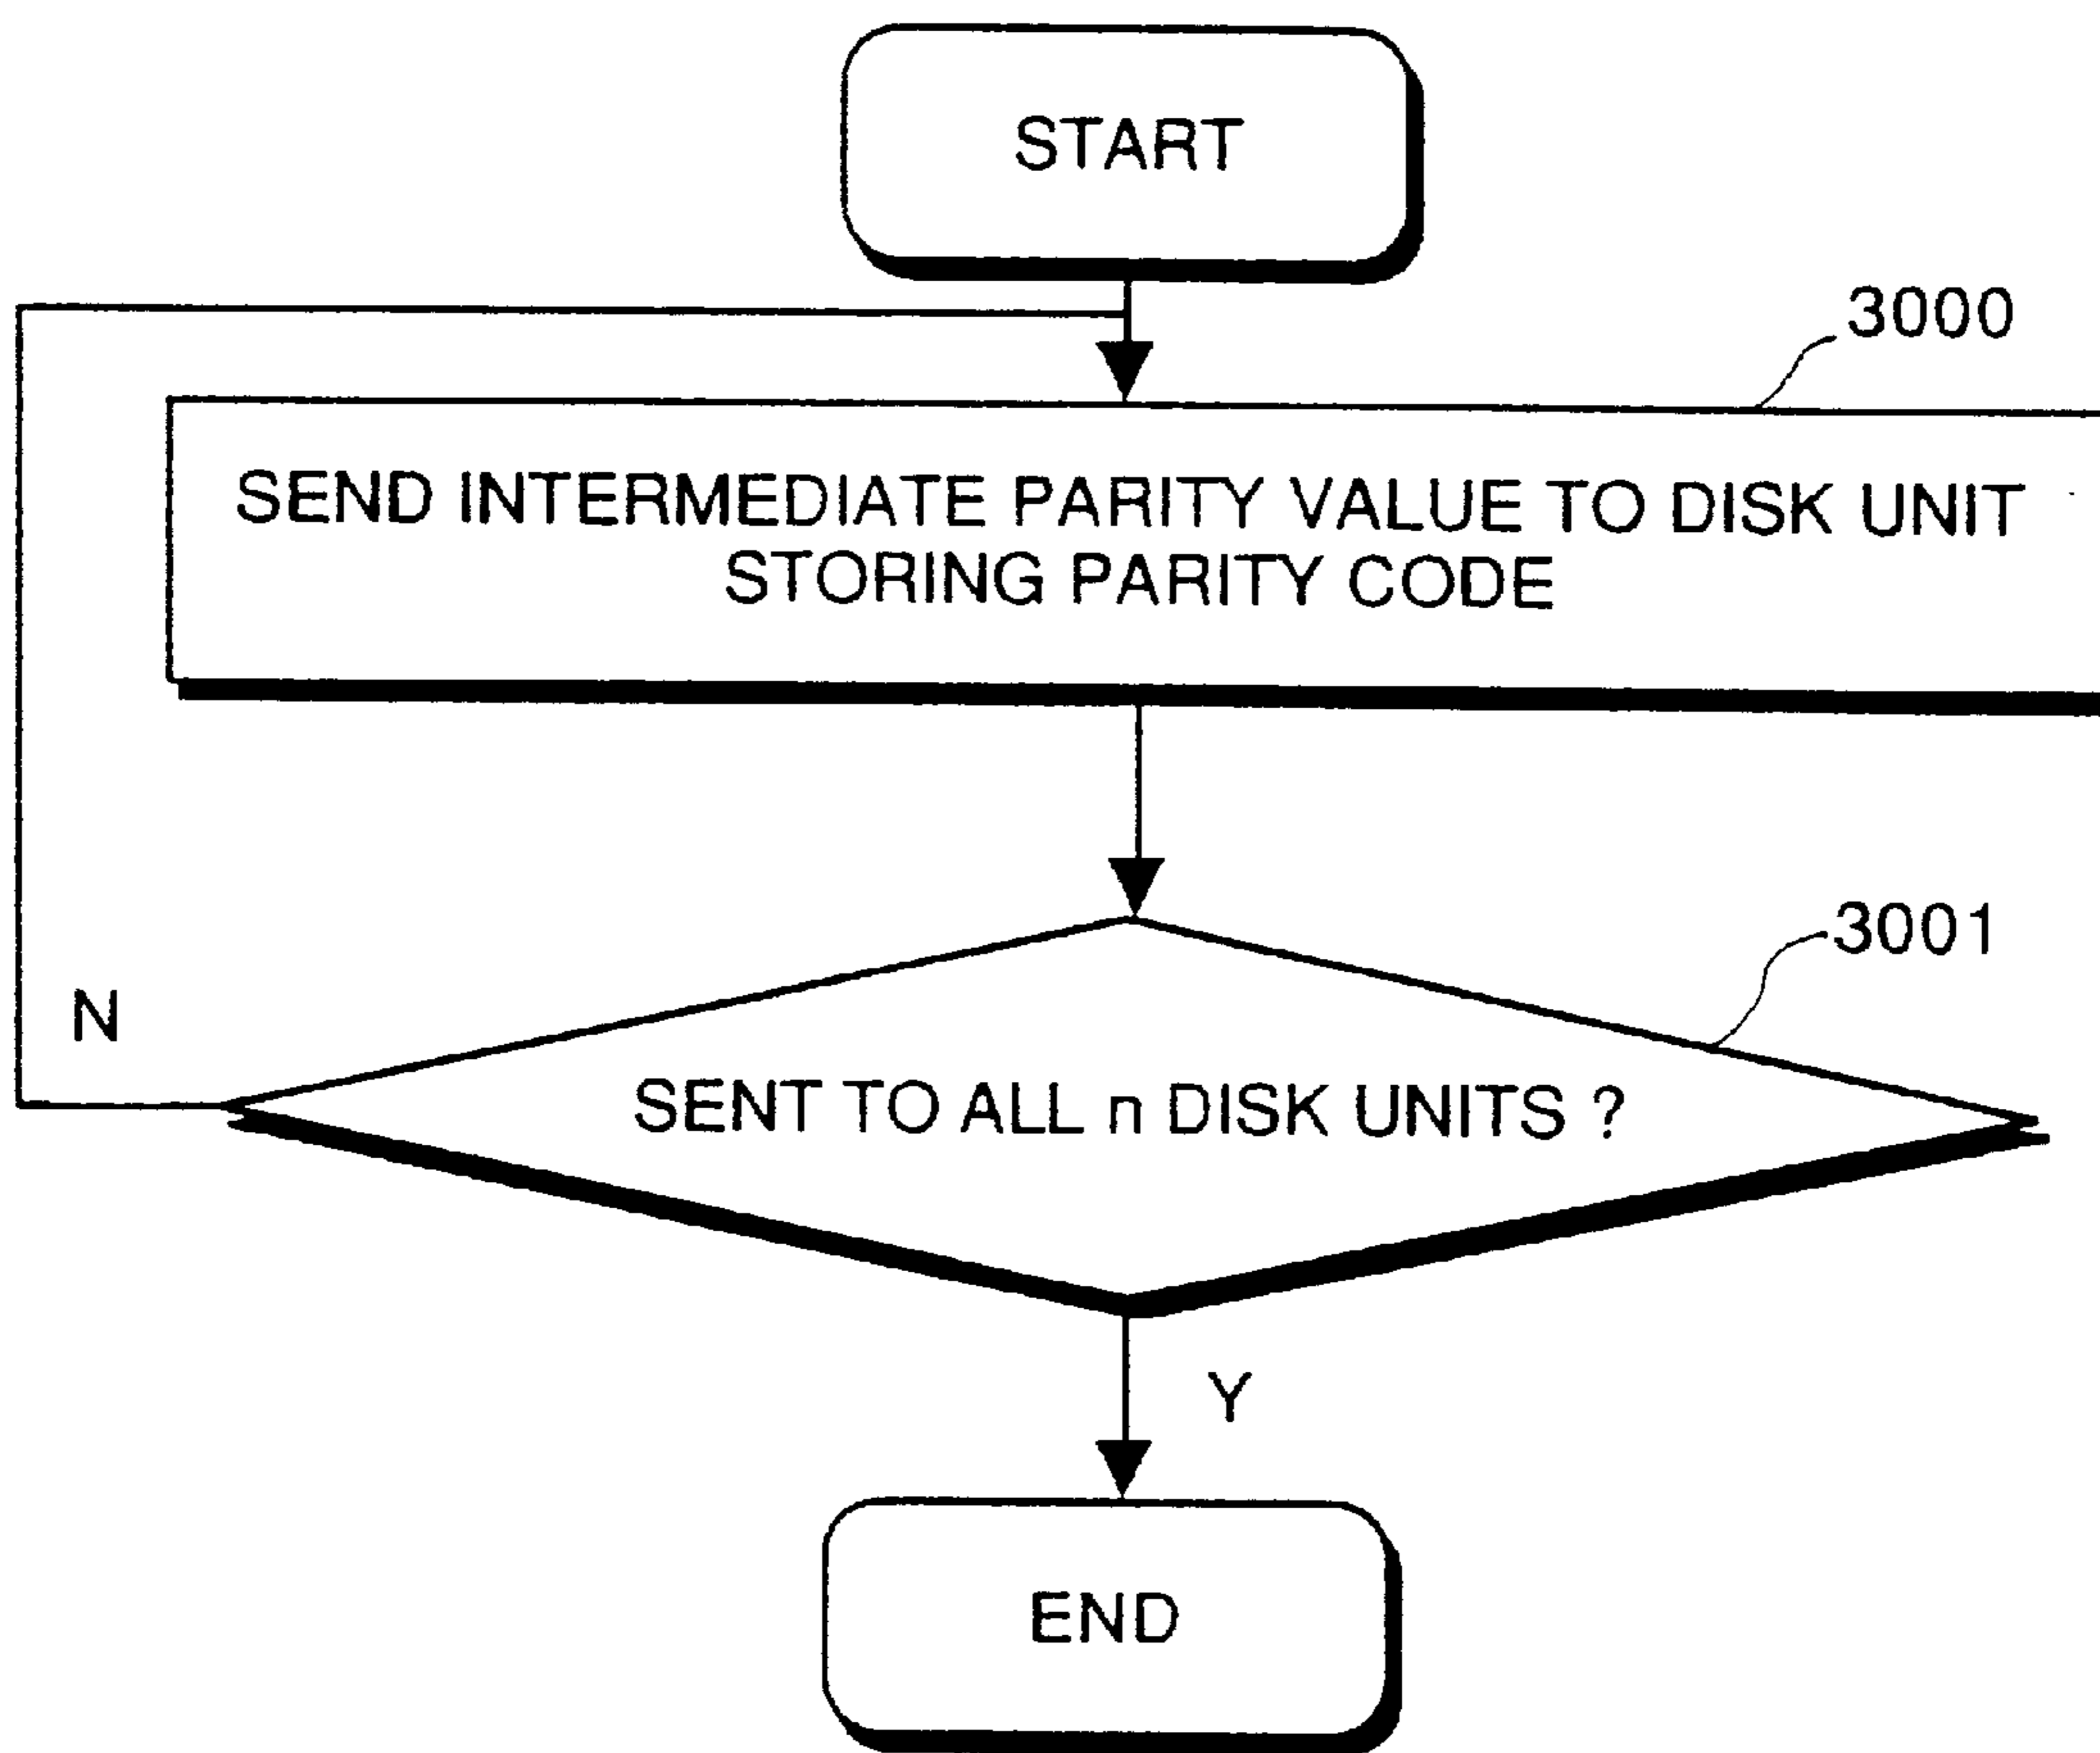 START
3000
SEND INTERMEDIATE PARITY VALUE TO DISK UNIT
STORING PARITY CODE
3001
N
SENT TO ALL n DISK UNITS ?
Y
END